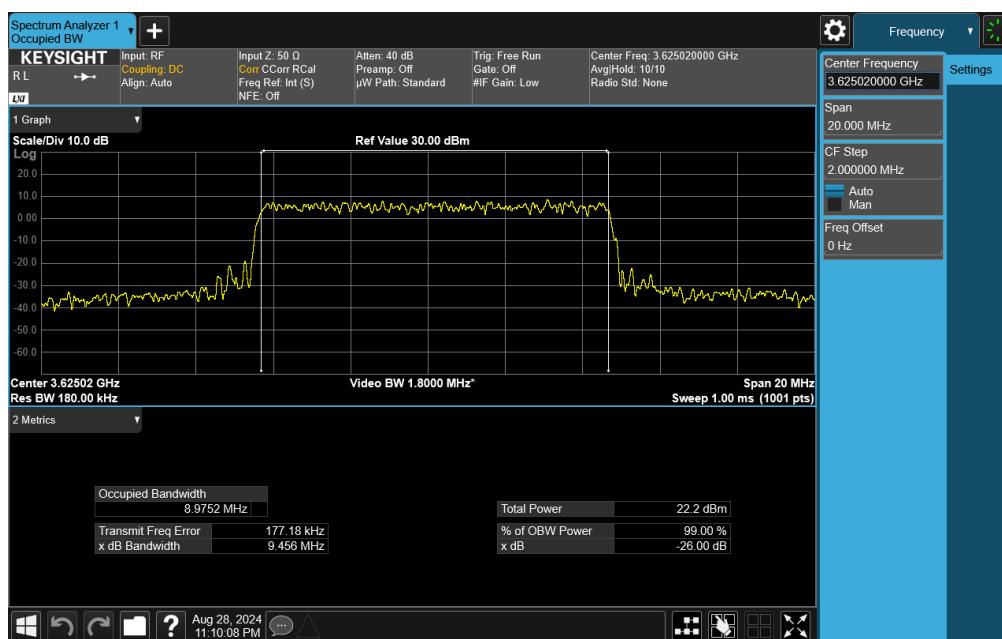 Spectrum Analyzer 1
Occupied BW
Frequency
KEYSIGHT
R L
LXI
Input: RF
Coupling: DC
Align: Auto
Input Z: 50 Ω
Corr CCorr RCal
Freq Ref: Int (S)
NFE: Off
Atten: 40 dB
Preamp: Off
µW Path: Standard
Trig: Free Run
Gate: Off
#IF Gain: Low
Center Freq: 3.625020000 GHz
Avg|Hold: 10/10
Radio Std: None
Center Frequency
3.625020000 GHz
Settings
Span
20.000 MHz
CF Step
2.000000 MHz
Auto
Man
Freq Offset
0 Hz
1 Graph
Scale/Div 10.0 dB
Ref Value 30.00 dBm
Log
20.0
10.0
0.00
-10.0
-20.0
-30.0
-40.0
-50.0
-60.0
Center 3.62502 GHz
Video BW 1.8000 MHz*
Span 20 MHz
Res BW 180.00 kHz
Sweep 1.00 ms (1001 pts)
2 Metrics
Occupied Bandwidth
8.9752 MHz
Total Power 22.2 dBm
Transmit Freq Error 177.18 kHz
% of OBW Power 99.00 %
x dB Bandwidth 9.456 MHz
x dB -26.00 dB
Aug 28, 2024
11:10:08 PM